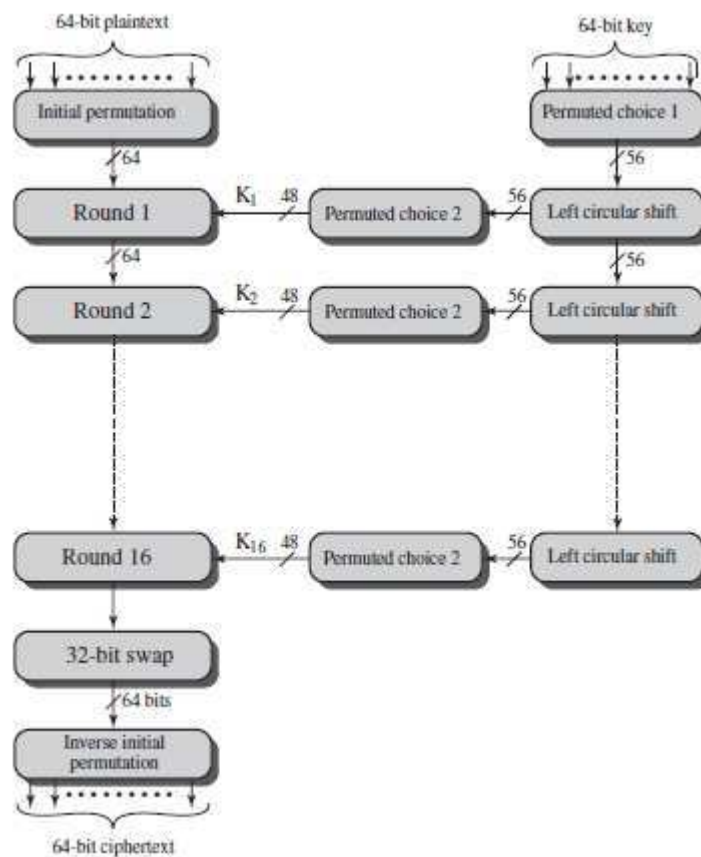 64-bit plaintext
64-bit key
Initial permutation
Permuted choice 1
64
56
Round 1
K1
48
Permuted choice 2
56
Left circular shift
64
56
Round 2
K2
48
Permuted choice 2
56
Left circular shift
Round 16
K16
48
Permuted choice 2
56
Left circular shift
32-bit swap
64 bits
Inverse initial
permutation
64-bit ciphertext